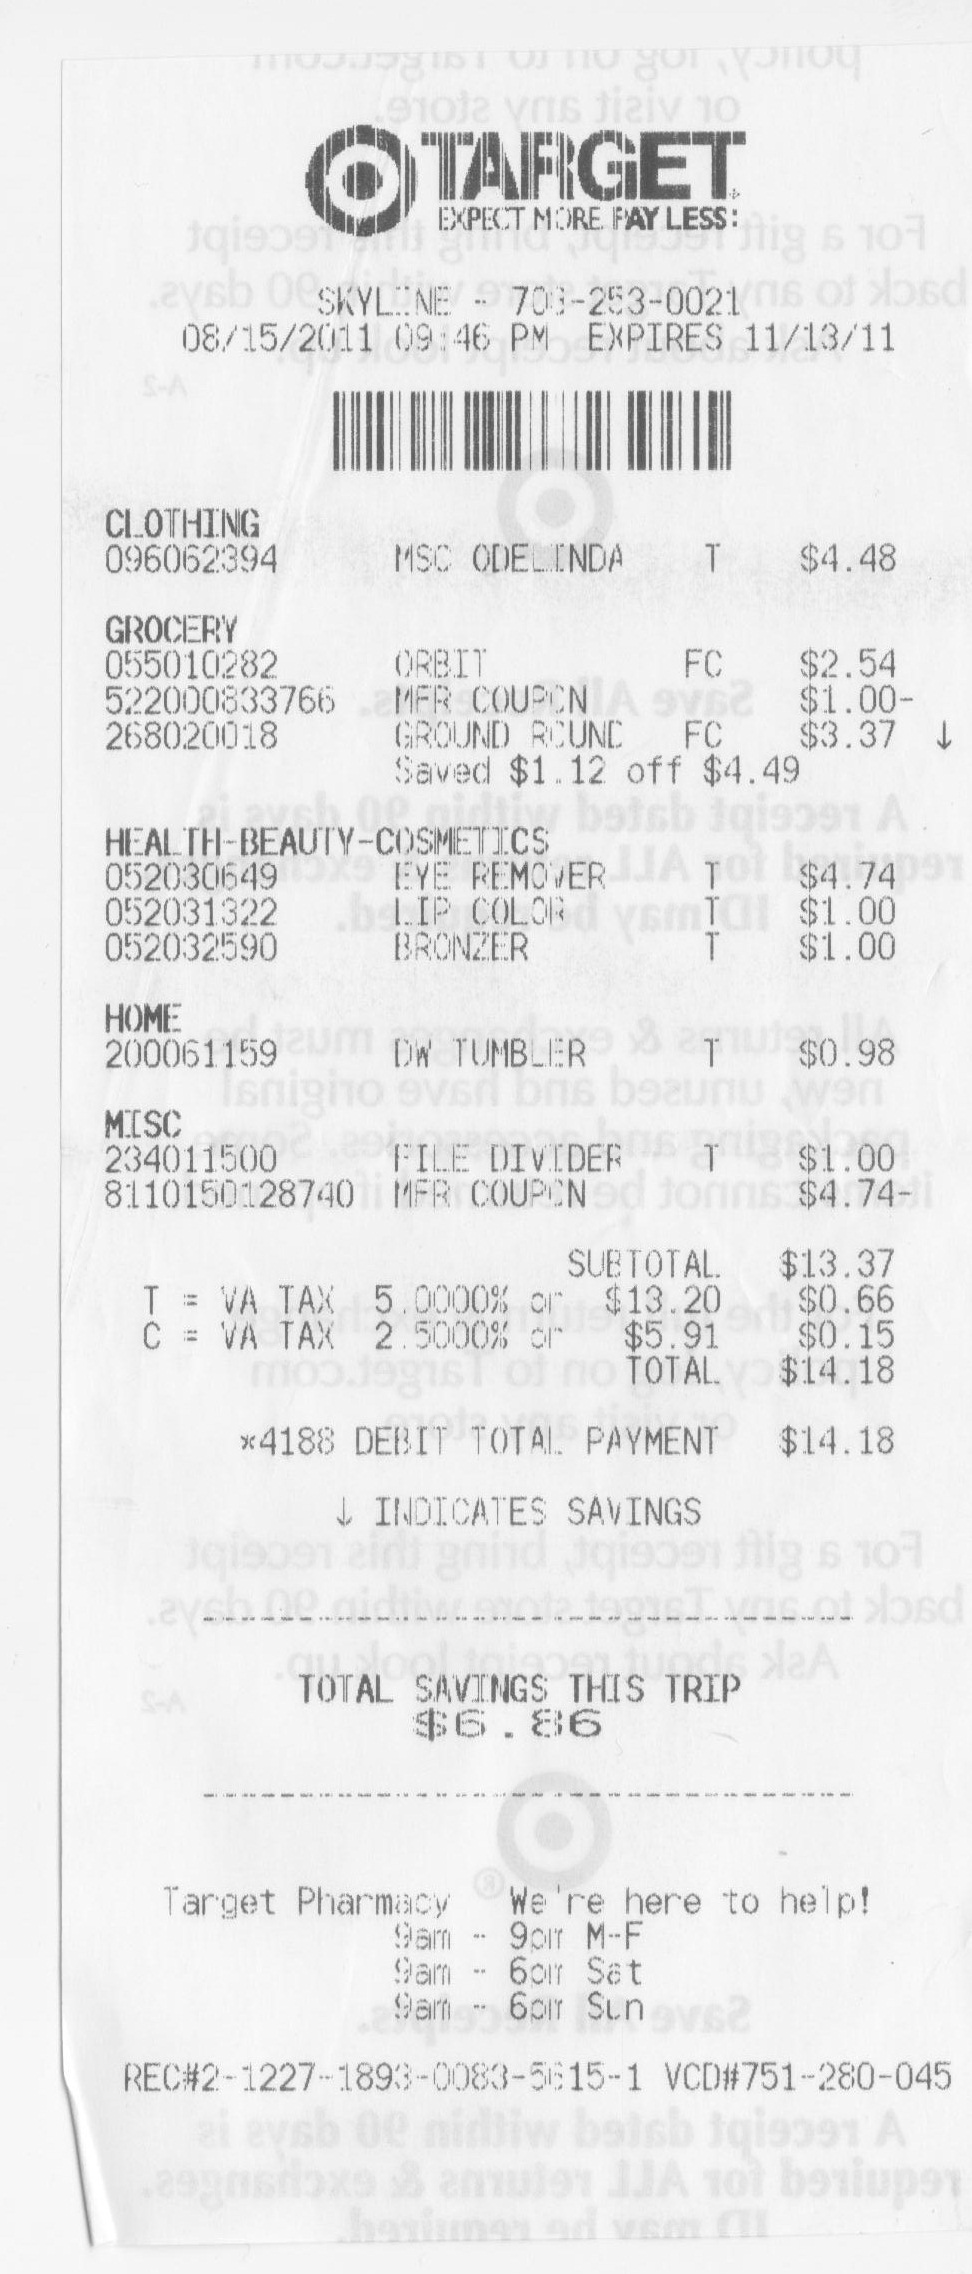 TARGET
EXPECT MORE. PAY LESS.
SKYLINE - 703-253-0021
08/15/2011 09:46 PM EXPIRES 11/13/11
CLOTHING
096062394 MSC ODELINDA T $4.48
GROCERY
055010282 ORBIT FC $2.54
522000833766 MFR COUPON $1.00-
268020018 GROUND ROUND FC $3.37 ↓
Saved $1.12 off $4.49
HEALTH-BEAUTY-COSMETICS
052030649 EYE REMOVER T $4.74
052031322 LIP COLOR T $1.00
052032590 BRONZER T $1.00
HOME
200061159 DW TUMBLER T $0.98
MISC
234011500 FILE DIVIDER T $1.00
8110150128740 MFR COUPON $4.74-
SUBTOTAL $13.37
T = VA TAX 5.0000% on $13.20 $0.66
C = VA TAX 2.5000% on $5.91 $0.15
TOTAL $14.18
*4188 DEBIT TOTAL PAYMENT $14.18
↓ INDICATES SAVINGS
TOTAL SAVINGS THIS TRIP
$6.86
Target Pharmacy We're here to help!
9am - 9pm M-F
9am - 6pm Sat
9am - 6pm Sun
REC#2-1227-1893-0083-5615-1 VCD#751-280-045